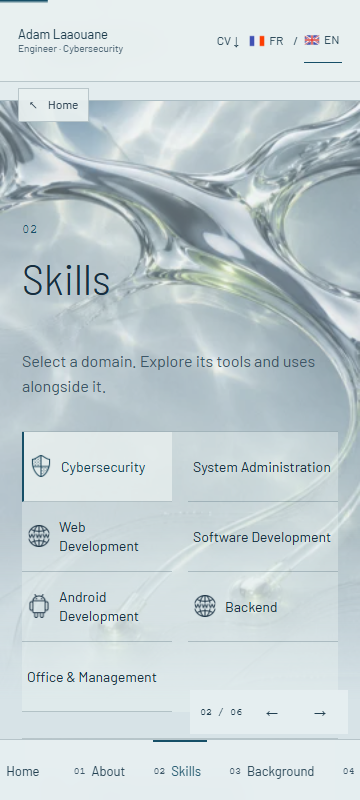 Adam Laaouane
Engineer · Cybersecurity
CV ↓ FR / EN
↖ Home
02
Skills
Select a domain. Explore its tools and uses
alongside it.
Cybersecurity
System Administration
Web
Development
Software Development
Android
Development
Backend
Office & Management
02 / 06 ← →
Home 01 About 02 Skills 03 Background 04